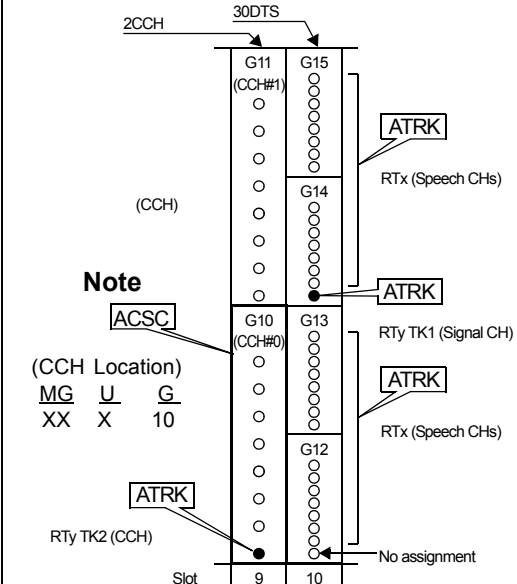 2CCH
30DTS
G11
(CCH#1)
G15
ATRK
RTx (Speech CHs)
G14
(CCH)
Note
ATRK
ACSC
G10
(CCH#0)
G13
RTy TK1 (Signal CH)
(CCH Location)
MG U G
XX X 10
ATRK
RTx (Speech CHs)
G12
ATRK
RTy TK2 (CCH)
No assignment
Slot 9 10